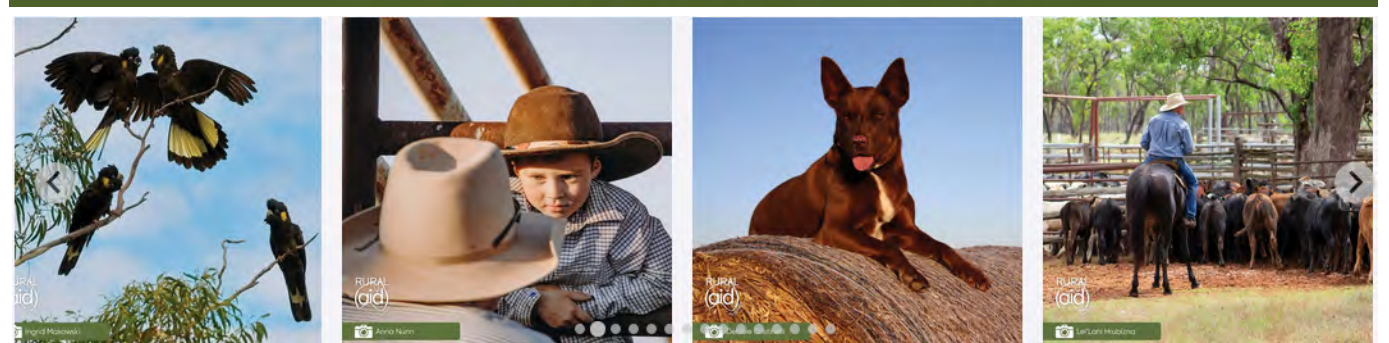 RURAL
(aid)
Ingrid Makowski
RURAL
(aid)
Anna Nunn
RURAL
(aid)
RURAL
(aid)
Lei'Lani Hrubizna